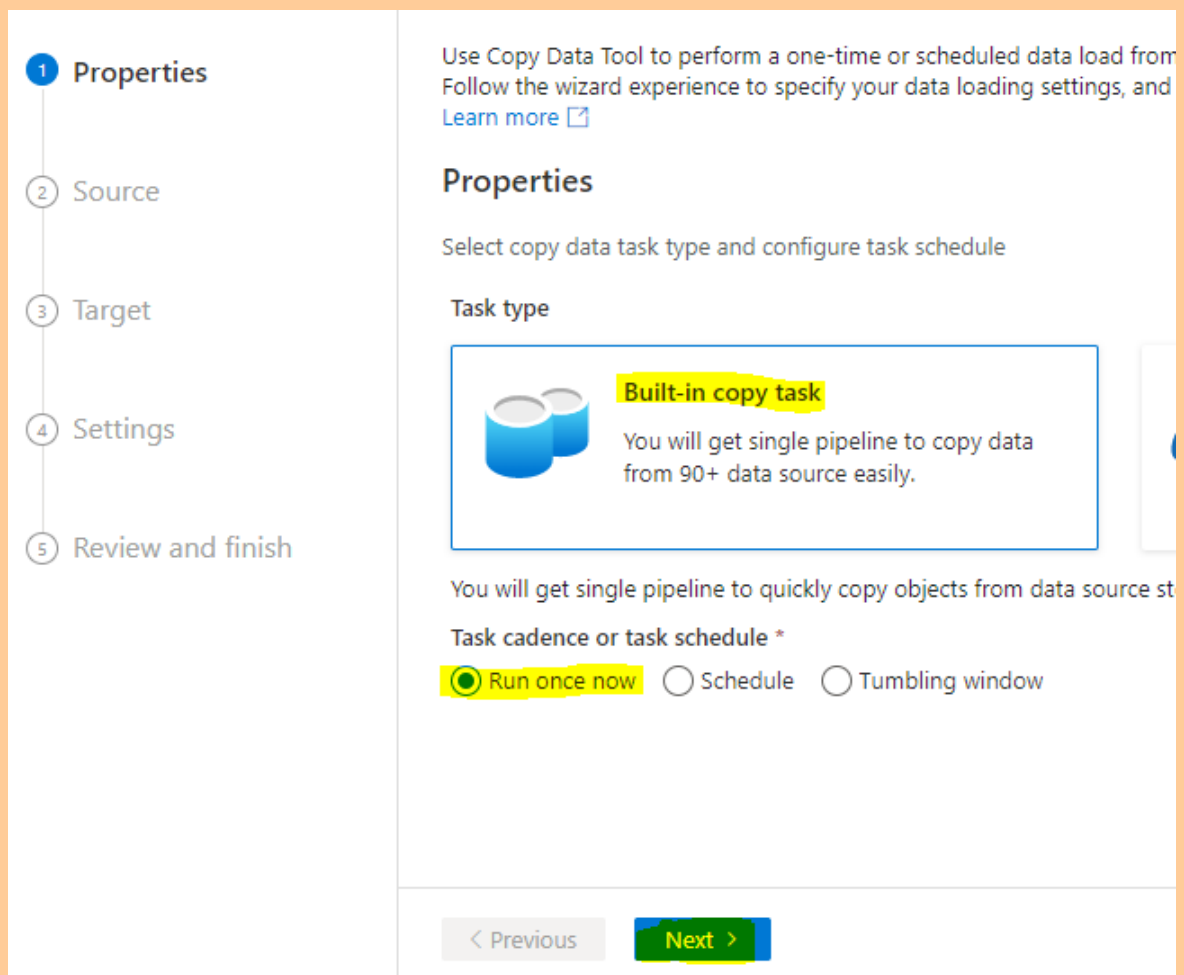 1 Properties
2 Source
3 Target
4 Settings
5 Review and finish
Use Copy Data Tool to perform a one-time or scheduled data load from
Follow the wizard experience to specify your data loading settings, and
Learn more
Properties
Select copy data task type and configure task schedule
Task type
Built-in copy task
You will get single pipeline to copy data
from 90+ data source easily.
You will get single pipeline to quickly copy objects from data source st
Task cadence or task schedule *
Run once now Schedule Tumbling window
< Previous Next >